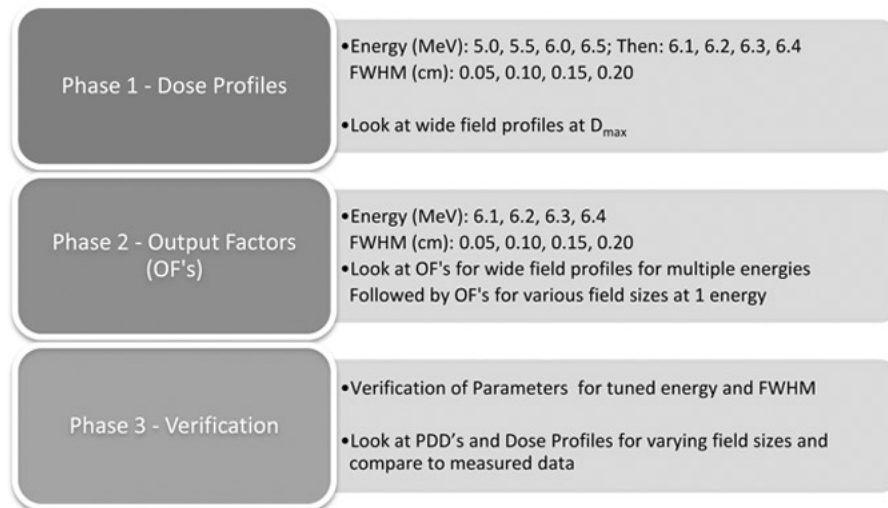 Phase 1 - Dose Profiles
•Energy (MeV): 5.0, 5.5, 6.0, 6.5; Then: 6.1, 6.2, 6.3, 6.4
FWHM (cm): 0.05, 0.10, 0.15, 0.20
•Look at wide field profiles at Dmax
Phase 2 - Output Factors
(OF's)
•Energy (MeV): 6.1, 6.2, 6.3, 6.4
FWHM (cm): 0.05, 0.10, 0.15, 0.20
•Look at OF's for wide field profiles for multiple energies
Followed by OF's for various field sizes at 1 energy
Phase 3 - Verification
•Verification of Parameters for tuned energy and FWHM
•Look at PDD’s and Dose Profiles for varying field sizes and
compare to measured data